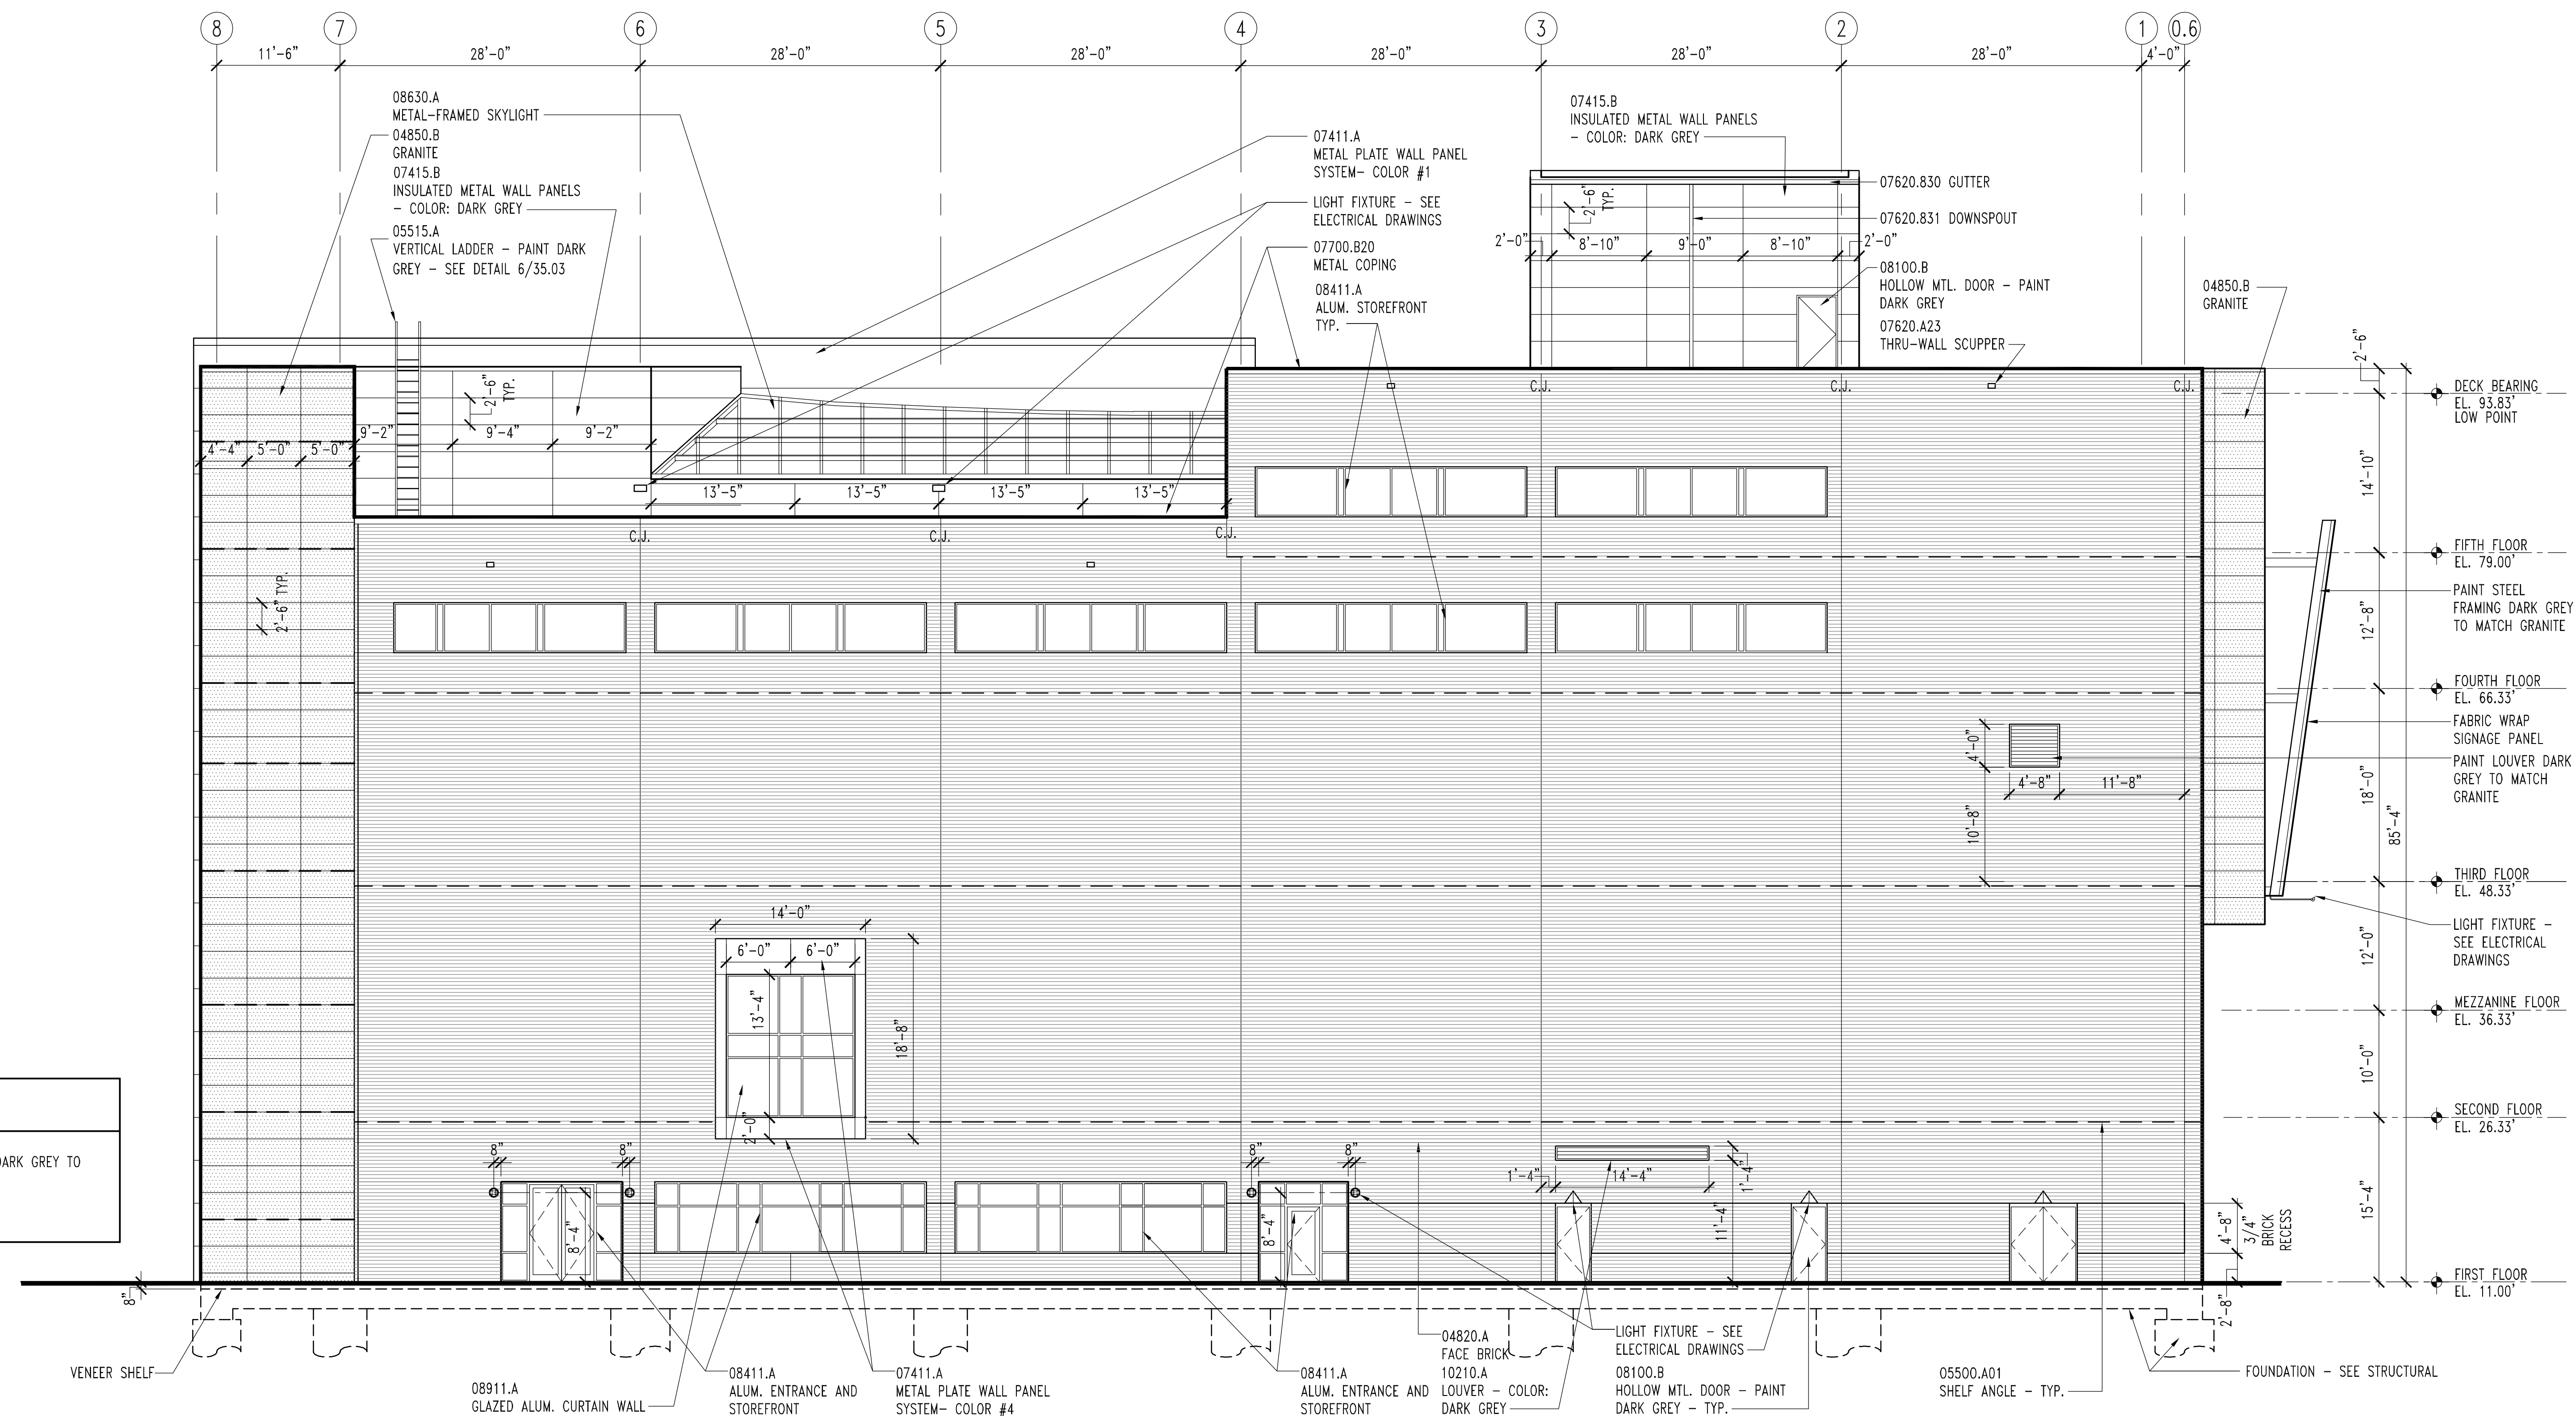 8
7
6
5
4
3
2
1
0.6
11'-6"
28'-0"
28'-0"
28'-0"
28'-0"
28'-0"
28'-0"
4'-0"
08630.A
METAL-FRAMED SKYLIGHT
04850.B
GRANITE
07415.B
INSULATED METAL WALL PANELS
- COLOR: DARK GREY
05515.A
VERTICAL LADDER - PAINT DARK
GREY - SEE DETAIL 6/35.03
07411.A
METAL PLATE WALL PANEL
SYSTEM- COLOR #1
LIGHT FIXTURE - SEE
ELECTRICAL DRAWINGS
07700.B20
METAL COPING
08411.A
ALUM. STOREFRONT
TYP.
07415.B
INSULATED METAL WALL PANELS
- COLOR: DARK GREY
2'-6"
TYP.
2'-0"
8'-10"
9'-0"
8'-10"
2'-0"
07620.830 GUTTER
07620.831 DOWNSPOUT
08100.B
HOLLOW MTL. DOOR - PAINT
DARK GREY
07620.A23
THRU-WALL SCUPPER
04850.B
GRANITE
2'-6"
DECK BEARING
EL. 93.83'
LOW POINT
C.J.
C.J.
C.J.
2'-6"
TYP.
9'-2"
9'-4"
9'-2"
4'-4"
5'-0"
5'-0"
13'-5"
13'-5"
13'-5"
13'-5"
C.J.
C.J.
C.J.
14'-10"
FIFTH FLOOR
EL. 79.00'
2'-6" TYP.
12'-8"
PAINT STEEL
FRAMING DARK GREY
TO MATCH GRANITE
FOURTH FLOOR
EL. 66.33'
FABRIC WRAP
SIGNAGE PANEL
PAINT LOUVER DARK
GREY TO MATCH
GRANITE
4'-0"
4'-8"
11'-8"
10'-8"
18'-0"
85'-4"
THIRD FLOOR
EL. 48.33'
LIGHT FIXTURE -
SEE ELECTRICAL
DRAWINGS
14'-0"
6'-0"
6'-0"
13'-4"
18'-8"
2'-0"
12'-0"
MEZZANINE FLOOR
EL. 36.33'
10'-0"
SECOND FLOOR
EL. 26.33'
DARK GREY TO
8"
8"
8"
8"
8'-4"
8'-4"
1'-4"
14'-4"
1'-4"
11'-4"
15'-4"
4'-8"
3/4"
BRICK
RECESS
2'-8"
FIRST FLOOR
EL. 11.00'
8"
VENEER SHELF
08911.A
GLAZED ALUM. CURTAIN WALL
08411.A
ALUM. ENTRANCE AND
STOREFRONT
07411.A
METAL PLATE WALL PANEL
SYSTEM- COLOR #4
08411.A
ALUM. ENTRANCE AND
STOREFRONT
04820.A
FACE BRICK
10210.A
LOUVER - COLOR:
DARK GREY
LIGHT FIXTURE - SEE
ELECTRICAL DRAWINGS
08100.B
HOLLOW MTL. DOOR - PAINT
DARK GREY - TYP.
05500.A01
SHELF ANGLE - TYP.
FOUNDATION - SEE STRUCTURAL